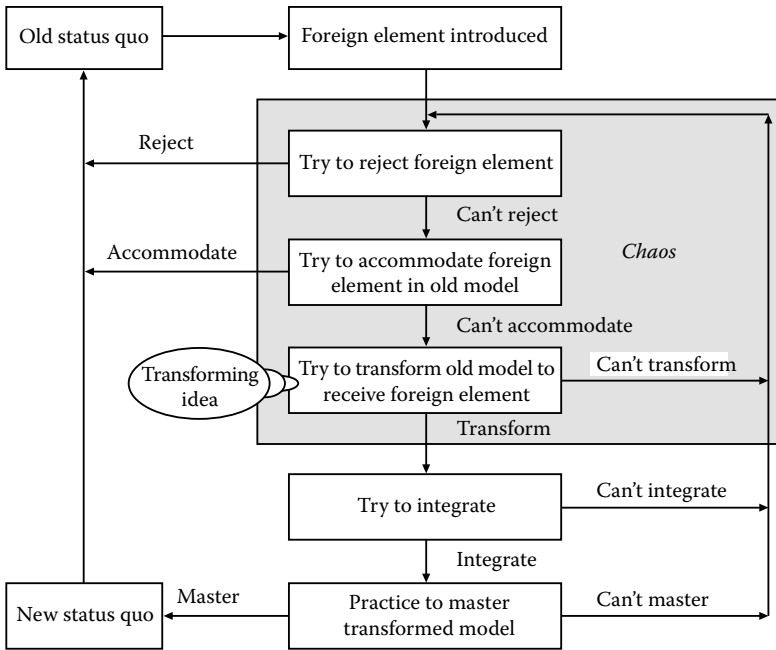 Old status quo
Foreign element introduced
Reject
Try to reject foreign element
Can't reject
Accommodate
Try to accommodate foreign
element in old model
Chaos
Can't accommodate
Transforming
idea
Try to transform old model to
receive foreign element
Can't transform
Transform
Try to integrate
Can't integrate
Integrate
New status quo
Master
Practice to master
transformed model
Can't master